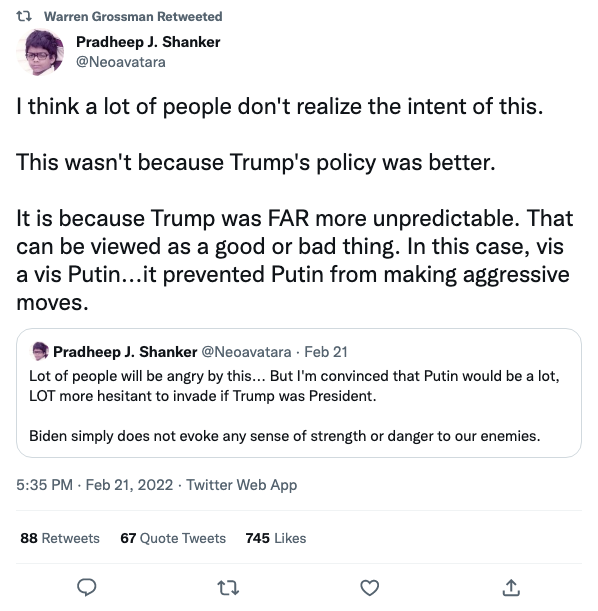 Warren Grossman Retweeted
Pradheep J. Shanker
@Neoavatara
I think a lot of people don't realize the intent of this.
This wasn't because Trump's policy was better.
It is because Trump was FAR more unpredictable. That
can be viewed as a good or bad thing. In this case, vis
a vis Putin...it prevented Putin from making aggressive
moves.
Pradheep J. Shanker @Neoavatara · Feb 21
Lot of people will be angry by this... But I'm convinced that Putin would be a lot,
LOT more hesitant to invade if Trump was President.
Biden simply does not evoke any sense of strength or danger to our enemies.
5:35 PM · Feb 21, 2022 · Twitter Web App
88 Retweets 67 Quote Tweets 745 Likes